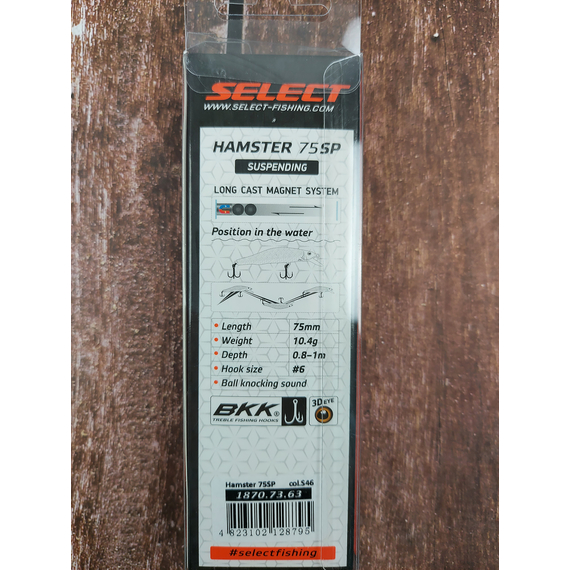 SELECT
WWW.SELECT-FISHING.COM
HAMSTER 75SP
SUSPENDING
LONG CAST MAGNET SYSTEM
Position in the water
• Length 75mm
• Weight 10.4g
• Depth 0.8-1m
• Hook size #6
• Ball knocking sound
BKK® 3D EYE
TREBLE FISHING HOOKS
Hamster 75SP col.546
1870.73.63
4 823102 128795
#selectfishing